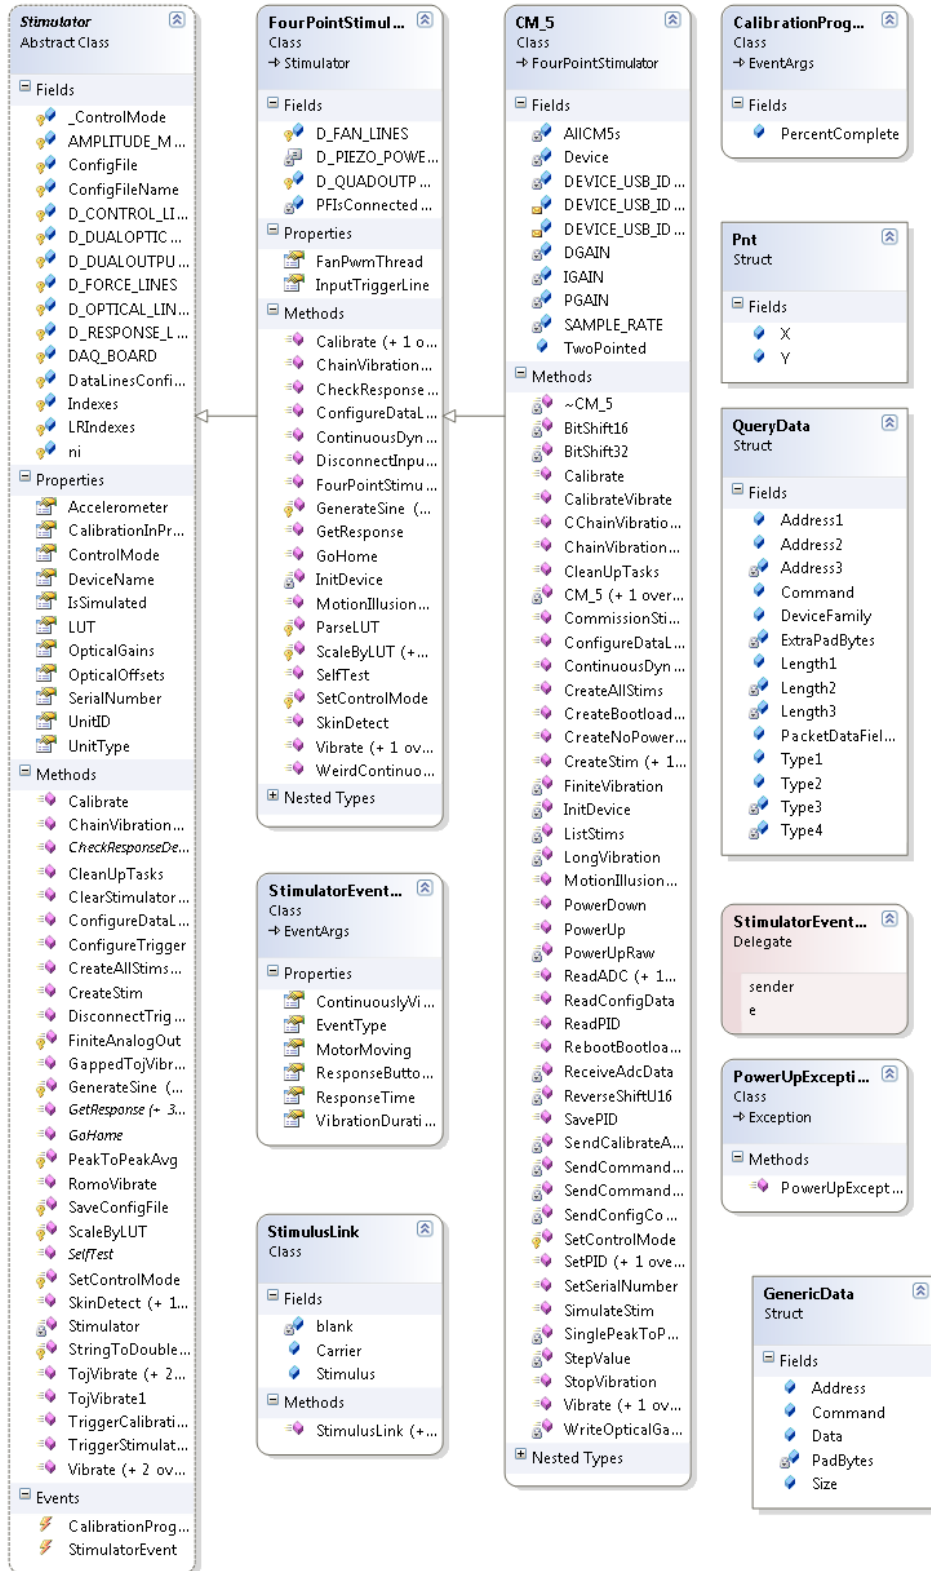 Stimulator
Abstract Class
Fields
_ControlMode
AMPLITUDE_M...
ConfigFile
ConfigFileName
D_CONTROL_LI...
D_DUALOPTIC...
D_DUALOUTPU...
D_FORCE_LINES
D_OPTICAL_LIN...
D_RESPONSE_L...
DAQ_BOARD
DataLinesConfi...
Indexes
LRIndexes
ni
Properties
Accelerometer
CalibrationInPr...
ControlMode
DeviceName
IsSimulated
LUT
OpticalGains
OpticalOffsets
SerialNumber
UnitID
UnitType
Methods
Calibrate
ChainVibration...
CheckResponseDe...
CleanUpTasks
ClearStimulator...
ConfigureDataL...
ConfigureTrigger
CreateAllStims...
CreateStim
DisconnectTrig...
FiniteAnalogOut
GappedTojVibr...
GenerateSine (...
GetResponse (+ 3...
GoHome
PeakToPeakAvg
RomoVibrate
SaveConfigFile
ScaleByLUT
SelfTest
SetControlMode
SkinDetect (+ 1...
Stimulator
StringToDouble...
TojVibrate (+ 2...
TojVibrate1
TriggerCalibrati...
TriggerStimulat...
Vibrate (+ 2 ov...
Events
CalibrationProg...
StimulatorEvent
FourPointStimul...
Class
Stimulator
Fields
D_FAN_LINES
D_PIEZO_POWE...
D_QUADOUTP...
PFIsConnected...
Properties
FanPwmThread
InputTriggerLine
Methods
Calibrate (+ 1 o...
ChainVibration...
CheckResponse...
ConfigureDataL...
ContinuousDyn...
DisconnectInpu...
FourPointStimu...
GenerateSine (...
GetResponse
GoHome
InitDevice
MotionIllusion...
ParseLUT
ScaleByLUT (+...
SelfTest
SetControlMode
SkinDetect
Vibrate (+ 1 ov...
WeirdContinuo...
Nested Types
StimulatorEvent...
Class
EventArgs
Properties
ContinuouslyVi...
EventType
MotorMoving
ResponseButto...
ResponseTime
VibrationDurati...
StimulusLink
Class
Fields
blank
Carrier
Stimulus
Methods
StimulusLink (+...
CM_5
Class
FourPointStimulator
Fields
AllCM5s
Device
DEVICE_USB_ID...
DEVICE_USB_ID...
DEVICE_USB_ID...
DGAIN
IGAIN
PGAIN
SAMPLE_RATE
TwoPointed
Methods
~CM_5
BitShift16
BitShift32
Calibrate
CalibrateVibrate
CChainVibratio...
ChainVibration...
CleanUpTasks
CM_5 (+ 1 over...
CommissionSti...
ConfigureDataL...
ContinuousDyn...
CreateAllStims
CreateBootload...
CreateNoPower...
CreateStim (+ 1...
FiniteVibration
InitDevice
ListStims
LongVibration
MotionIllusion...
PowerDown
PowerUp
PowerUpRaw
ReadADC (+ 1...
ReadConfigData
ReadPID
RebootBootloa...
ReceiveAdcData
ReverseShiftU16
SavePID
SendCalibrateA...
SendCommand...
SendCommand...
SendConfigCo...
SetControlMode
SetPID (+ 1 ove...
SetSerialNumber
SimulateStim
SinglePeakToP...
StepValue
StopVibration
Vibrate (+ 1 ov...
WriteOpticalGa...
Nested Types
CalibrationProg...
Class
EventArgs
Fields
PercentComplete
Pnt
Struct
Fields
X
Y
QueryData
Struct
Fields
Address1
Address2
Address3
Command
DeviceFamily
ExtraPadBytes
Length1
Length2
Length3
PacketDataFiel...
Type1
Type2
Type3
Type4
StimulatorEvent...
Delegate
sender
e
PowerUpExcepti...
Class
Exception
Methods
PowerUpExcept...
GenericData
Struct
Fields
Address
Command
Data
PadBytes
Size